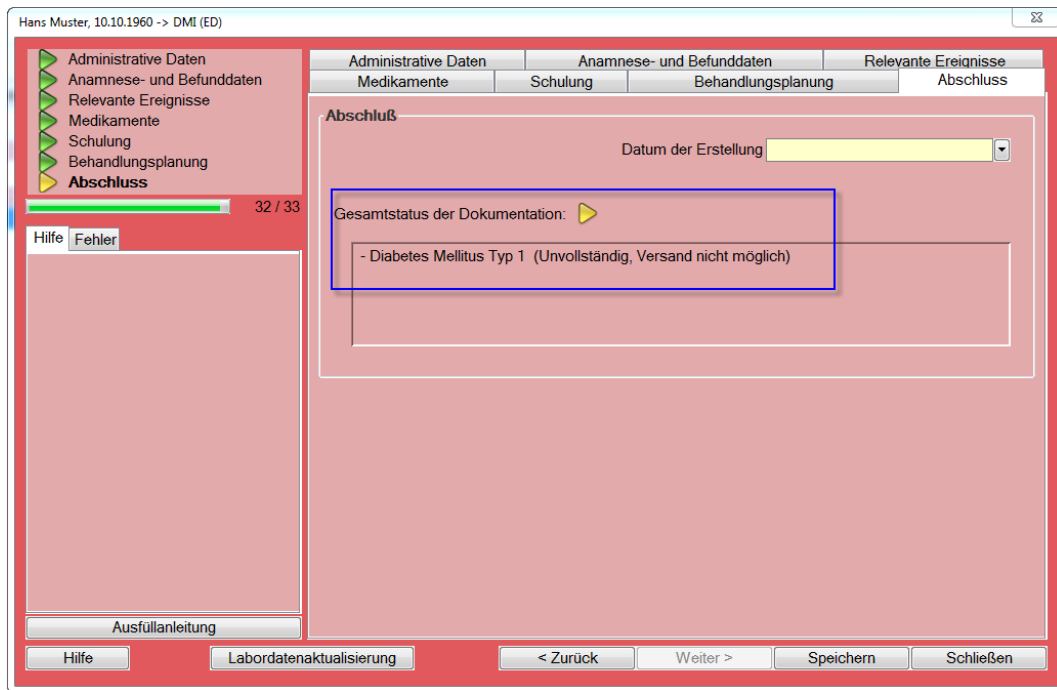 Hans Muster, 10.10.1960 -> DMI (ED)
Administrative Daten
Anamnese- und Befunddaten
Relevante Ereignisse
Medikamente
Schulung
Behandlungsplanung
Abschluss
32 / 33
Hilfe Fehler
Ausfüllanleitung
Administrative Daten Anamnese- und Befunddaten Relevante Ereignisse
Medikamente Schulung Behandlungsplanung Abschluss
Abschluß
Datum der Erstellung
Gesamtstatus der Dokumentation:
- Diabetes Mellitus Typ 1 (Unvollständig, Versand nicht möglich)
Hilfe Labordatenaktualisierung < Zurück Weiter > Speichern Schließen